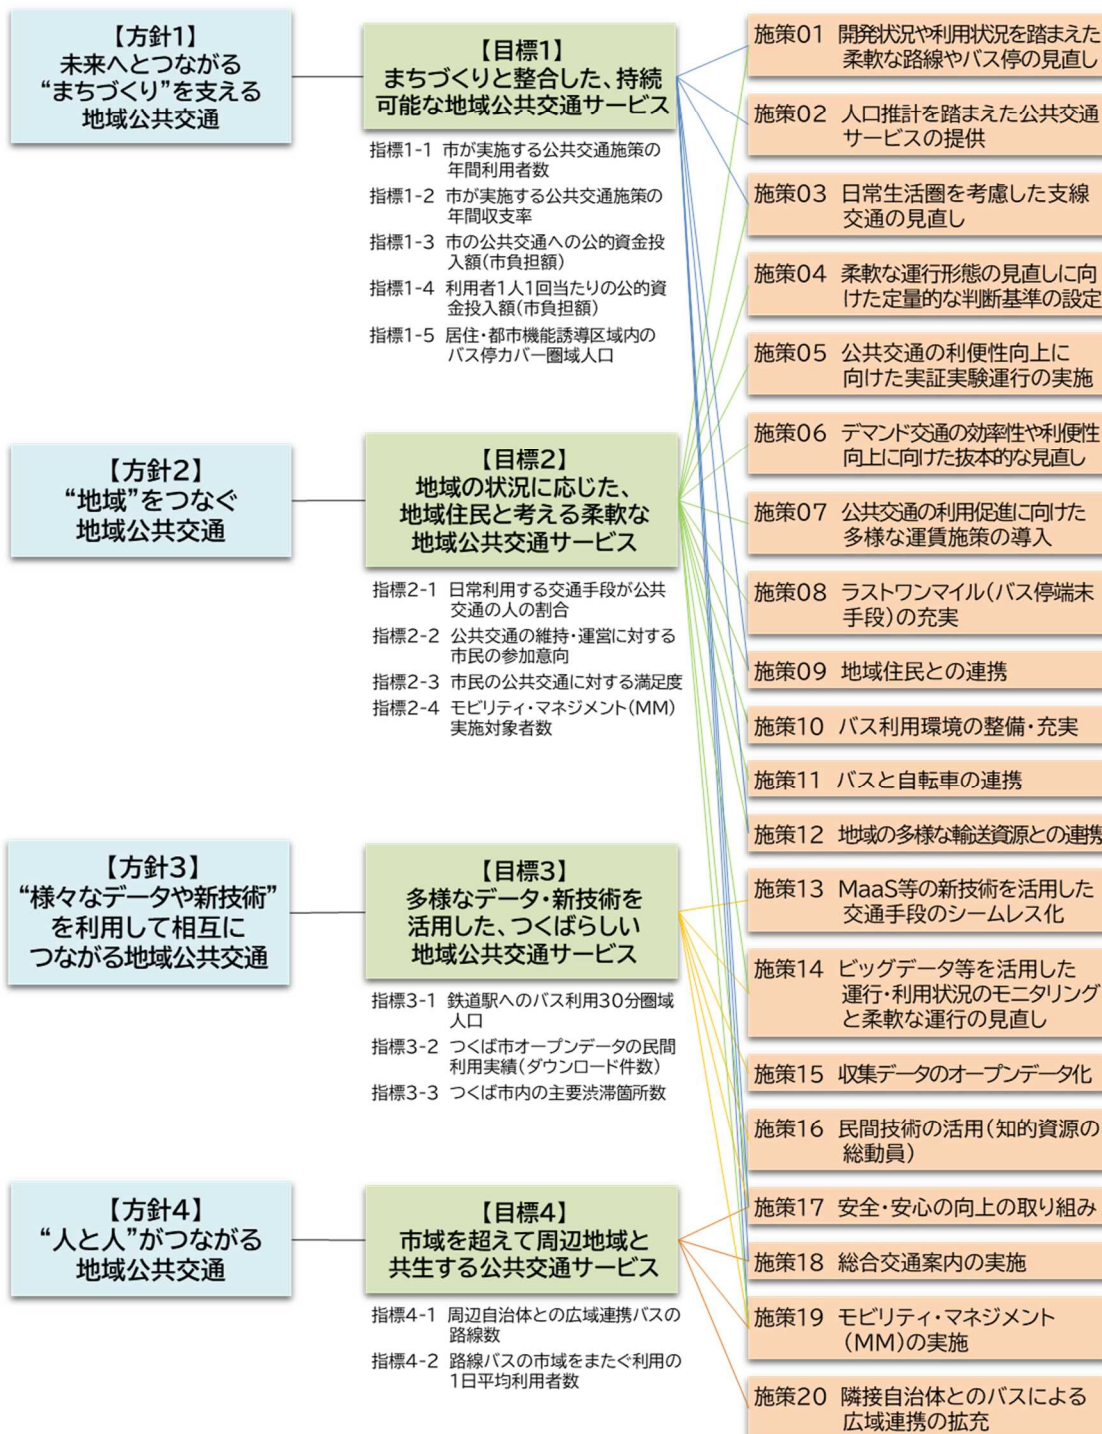 【方針1】
未来へとつながる
“まちづくり”を支える
地域公共交通
【目標1】
まちづくりと整合した、持続
可能な地域公共交通サービス
指標1-1 市が実施する公共交通施策の
年間利用者数
指標1-2 市が実施する公共交通施策の
年間収支率
指標1-3 市の公共交通への公的資金投
入額(市負担額)
指標1-4 利用者1人1回当たりの公的資
金投入額(市負担額)
指標1-5 居住・都市機能誘導区域内の
バス停カバー圏域人口
【方針2】
“地域”をつなぐ
地域公共交通
【目標2】
地域の状況に応じた、
地域住民と考える柔軟な
地域公共交通サービス
指標2-1 日常利用する交通手段が公共
交通の人の割合
指標2-2 公共交通の維持・運営に対する
市民の参加意向
指標2-3 市民の公共交通に対する満足度
指標2-4 モビリティ・マネジメント(MM)
実施対象者数
【方針3】
“様々なデータや新技術”
を利用して相互に
つながる地域公共交通
【目標3】
多様なデータ・新技術を
活用した、つくばらしい
地域公共交通サービス
指標3-1 鉄道駅へのバス利用30分圏域
人口
指標3-2 つくば市オープンデータの民間
利用実績(ダウンロード件数)
指標3-3 つくば市内の主要渋滞箇所数
【方針4】
“人と人”がつながる
地域公共交通
【目標4】
市域を超えて周辺地域と
共生する公共交通サービス
指標4-1 周辺自治体との広域連携バスの
路線数
指標4-2 路線バスの市域をまたぐ利用の
1日平均利用者数
施策01 開発状況や利用状況を踏まえた
柔軟な路線やバス停の見直し
施策02 人口推計を踏まえた公共交通
サービスの提供
施策03 日常生活圏を考慮した支線
交通の見直し
施策04 柔軟な運行形態の見直しに向
けた定量的な判断基準の設定
施策05 公共交通の利便性向上に
向けた実証実験運行の実施
施策06 デマンド交通の効率性や利便性
向上に向けた抜本的な見直し
施策07 公共交通の利用促進に向けた
多様な運賃施策の導入
施策08 ラストワンマイル(バス停端末
手段)の充実
施策09 地域住民との連携
施策10 バス利用環境の整備・充実
施策11 バスと自転車の連携
施策12 地域の多様な輸送資源との連携
施策13 MaaS等の新技術を活用した
交通手段のシームレス化
施策14 ビッグデータ等を活用した
運行・利用状況のモニタリング
と柔軟な運行の見直し
施策15 収集データのオープンデータ化
施策16 民間技術の活用(知的資源の
総動員)
施策17 安全・安心の向上の取り組み
施策18 総合交通案内の実施
施策19 モビリティ・マネジメント
(MM)の実施
施策20 隣接自治体とのバスによる
広域連携の拡充